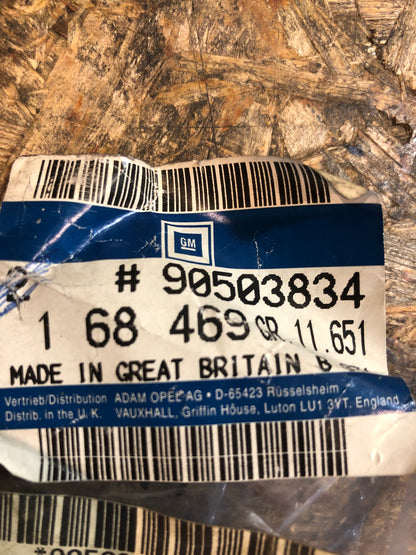 GM
# 90503834
1 68 469 GR. 11.651
MADE IN GREAT BRITAIN B
Vertrieb/Distribution ADAM OPEL AG • D-65423 Rüsselsheim
Distrib. in the U. K. VAUXHALL, Griffin House, Luton LU1 3YT, England